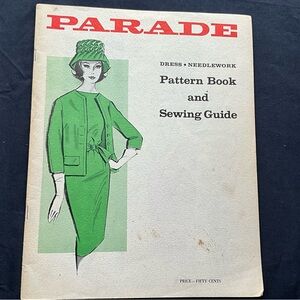 PARADE
DRESS • NEEDLEWORK
Pattern Book
and
Sewing Guide
PRICE – FIFTY CENTS